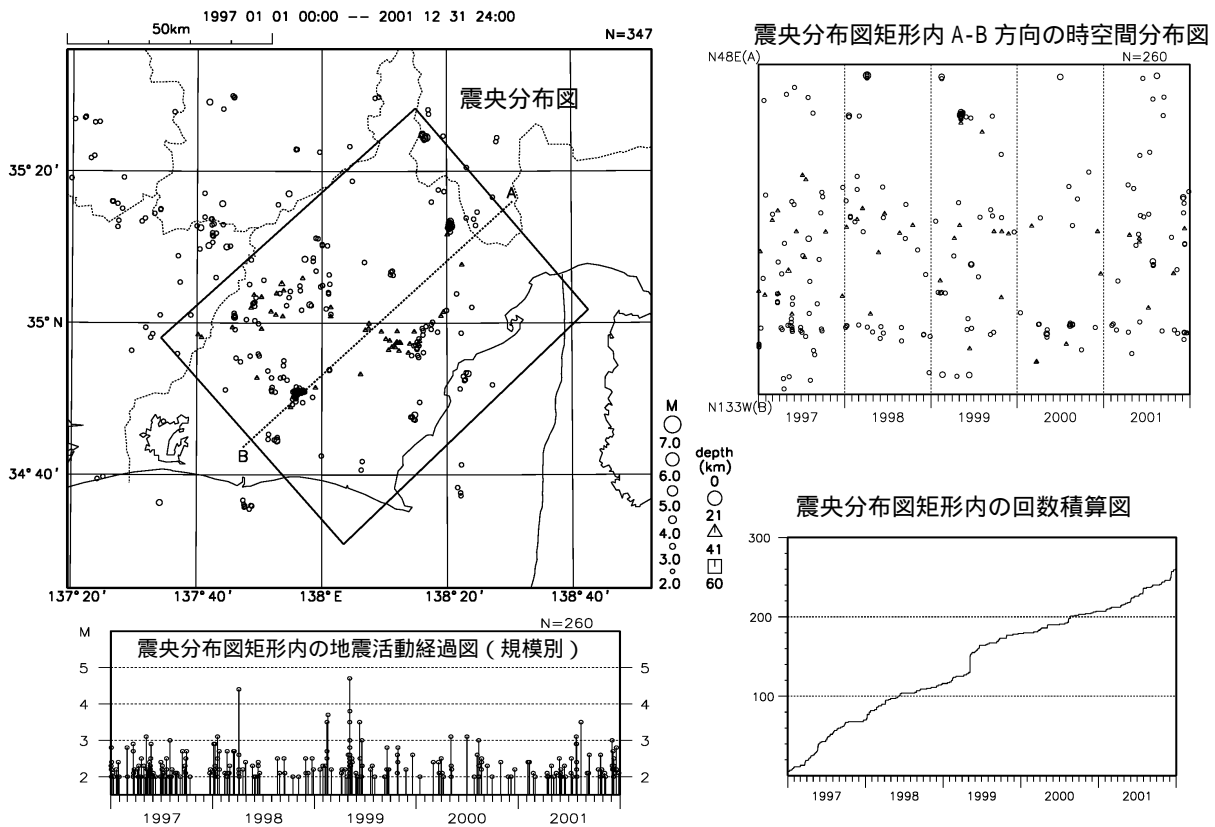 1997 01 01 00:00 -- 2001 12 31 24:00
50km
N=347
震央分布図
35°20'
35°N
34°40'
137°20'
137°40'
138°E
138°20'
138°40'
A
B
M
7.0
6.0
5.0
4.0
3.0
2.0
depth
(km)
0
21
41
60
震央分布図矩形内 A-B 方向の時空間分布図
N48E(A)
N=260
N133W(B)
1997
1998
1999
2000
2001
震央分布図矩形内の地震活動経過図（規模別）
N=260
M
5
4
3
2
5
4
3
2
1997
1998
1999
2000
2001
震央分布図矩形内の回数積算図
300
200
100
1997
1998
1999
2000
2001